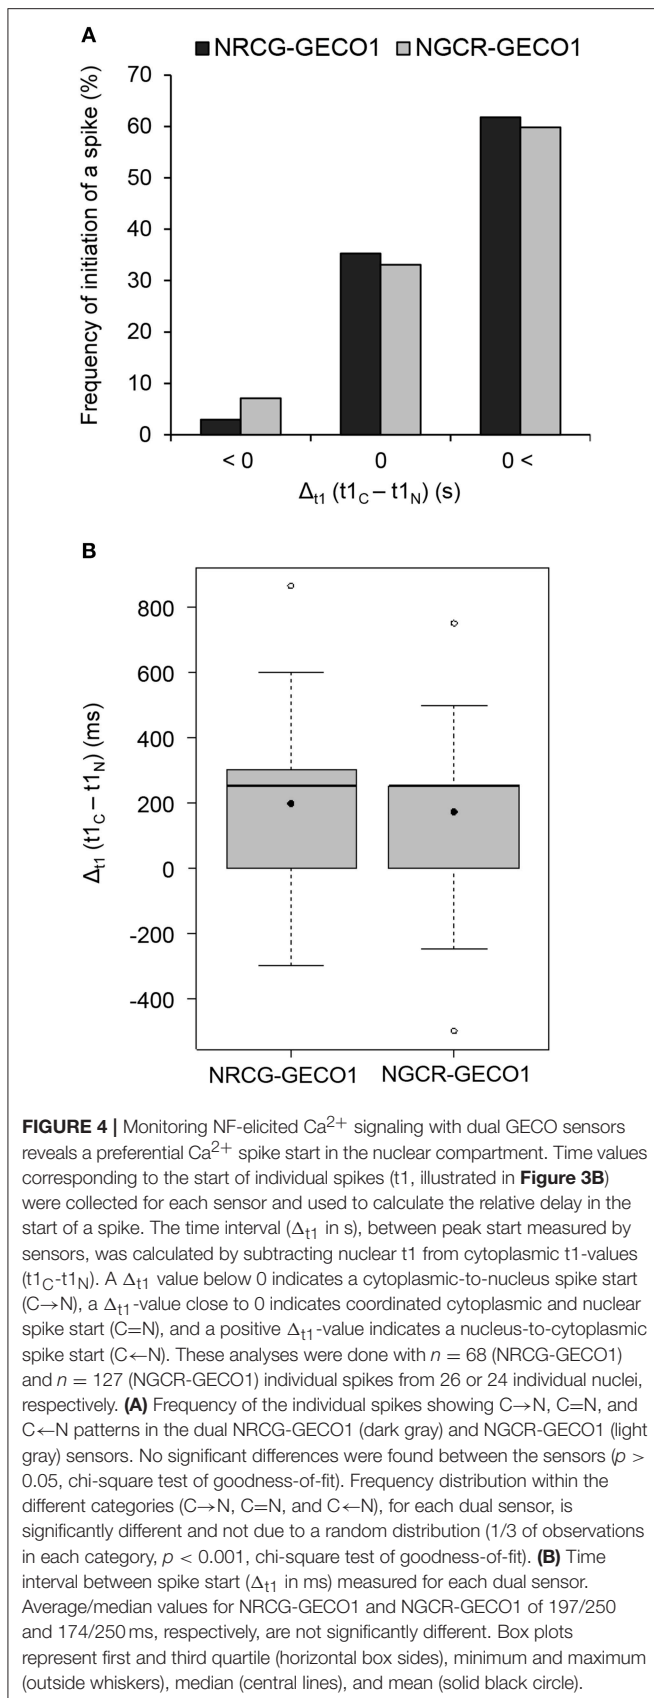 A
NRCG-GECO1 NGCR-GECO1
Frequency of initiation of a spike (%)
70
60
50
40
30
20
10
0
< 0 0 0 <
Δt1 (t1C – t1N) (s)
B
Δt1 (t1C – t1N) (ms)
800
600
400
200
0
-200
-400
NRCG-GECO1 NGCR-GECO1
FIGURE 4 | Monitoring NF-elicited Ca2+ signaling with dual GECO sensors
reveals a preferential Ca2+ spike start in the nuclear compartment. Time values
corresponding to the start of individual spikes (t1, illustrated in Figure 3B)
were collected for each sensor and used to calculate the relative delay in the
start of a spike. The time interval (Δt1 in s), between peak start measured by
sensors, was calculated by subtracting nuclear t1 from cytoplasmic t1-values
(t1C-t1N). A Δt1 value below 0 indicates a cytoplasmic-to-nucleus spike start
(C→N), a Δt1-value close to 0 indicates coordinated cytoplasmic and nuclear
spike start (C=N), and a positive Δt1-value indicates a nucleus-to-cytoplasmic
spike start (C←N). These analyses were done with n = 68 (NRCG-GECO1)
and n = 127 (NGCR-GECO1) individual spikes from 26 or 24 individual nuclei,
respectively. (A) Frequency of the individual spikes showing C→N, C=N, and
C←N patterns in the dual NRCG-GECO1 (dark gray) and NGCR-GECO1 (light
gray) sensors. No significant differences were found between the sensors (p >
0.05, chi-square test of goodness-of-fit). Frequency distribution within the
different categories (C→N, C=N, and C←N), for each dual sensor, is
significantly different and not due to a random distribution (1/3 of observations
in each category, p < 0.001, chi-square test of goodness-of-fit). (B) Time
interval between spike start (Δt1 in ms) measured for each dual sensor.
Average/median values for NRCG-GECO1 and NGCR-GECO1 of 197/250
and 174/250 ms, respectively, are not significantly different. Box plots
represent first and third quartile (horizontal box sides), minimum and maximum
(outside whiskers), median (central lines), and mean (solid black circle).